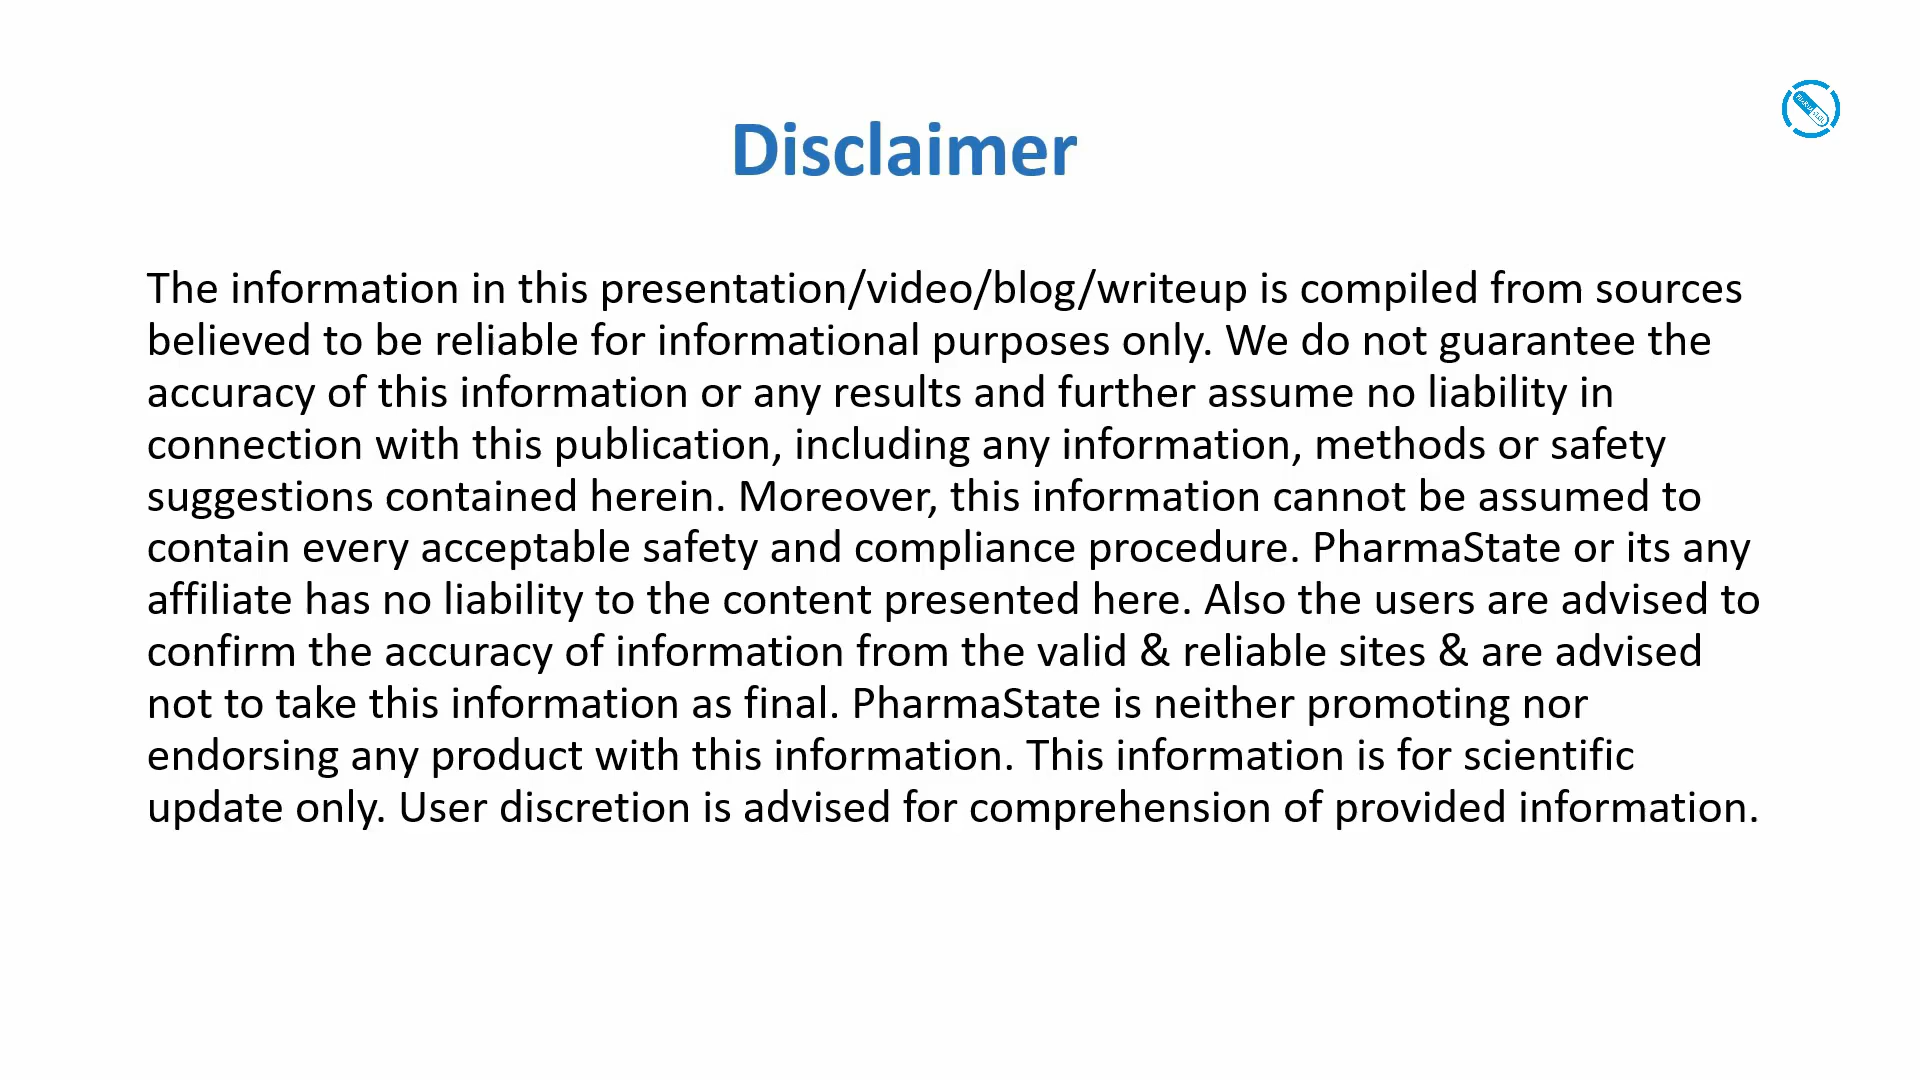 Disclaimer
The information in this presentation/video/blog/writeup is compiled from sources
believed to be reliable for informational purposes only. We do not guarantee the
accuracy of this information or any results and further assume no liability in
connection with this publication, including any information, methods or safety
suggestions contained herein. Moreover, this information cannot be assumed to
contain every acceptable safety and compliance procedure. PharmaState or its any
affiliate has no liability to the content presented here. Also the users are advised to
confirm the accuracy of information from the valid & reliable sites & are advised
not to take this information as final. PharmaState is neither promoting nor
endorsing any product with this information. This information is for scientific
update only. User discretion is advised for comprehension of provided information.